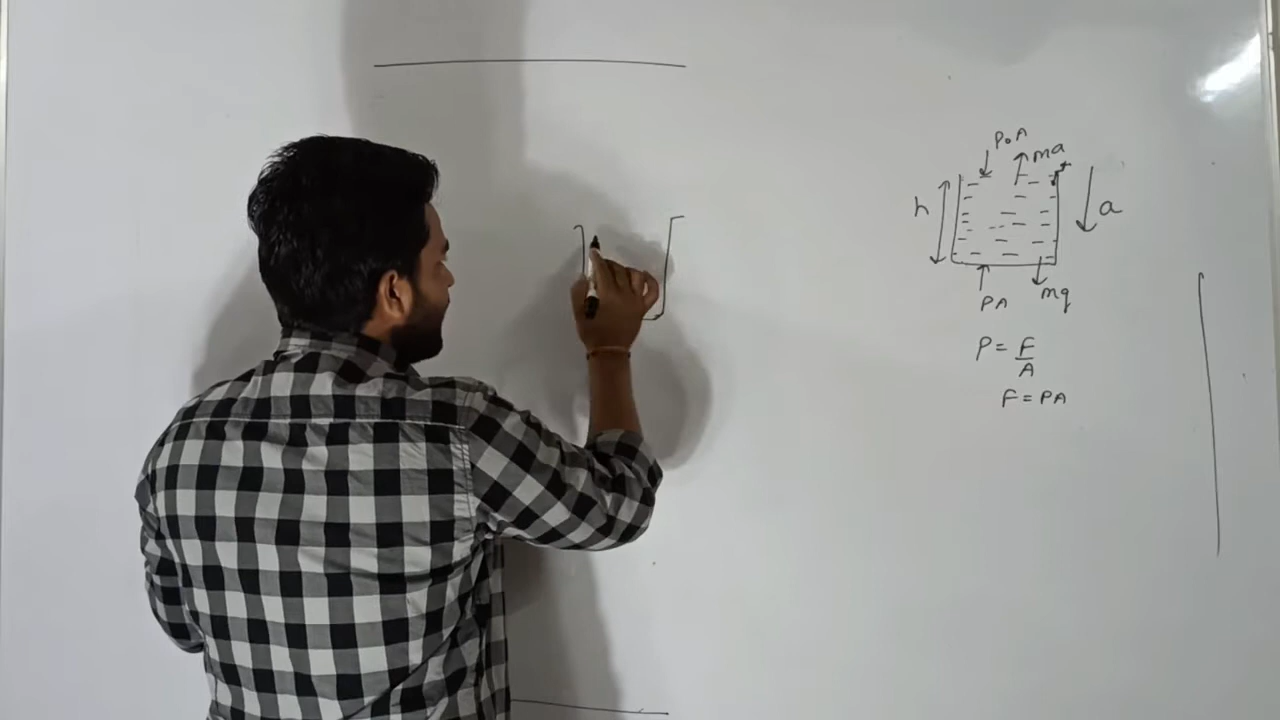 P₀A
ma
h
a
PA
mg
P = F/A
F = PA